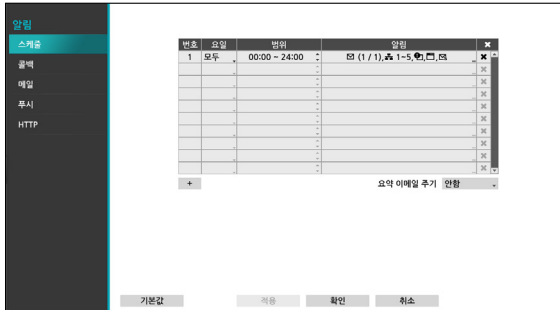 알림
스케줄
콜백
메일
푸시
HTTP
번호 요일 범위 알림 ✖
1 모두 00:00 ~ 24:00 (1 / 1), 1~5, , ,
+ 요약 이메일 주기 안함
기본값 적용 확인 취소